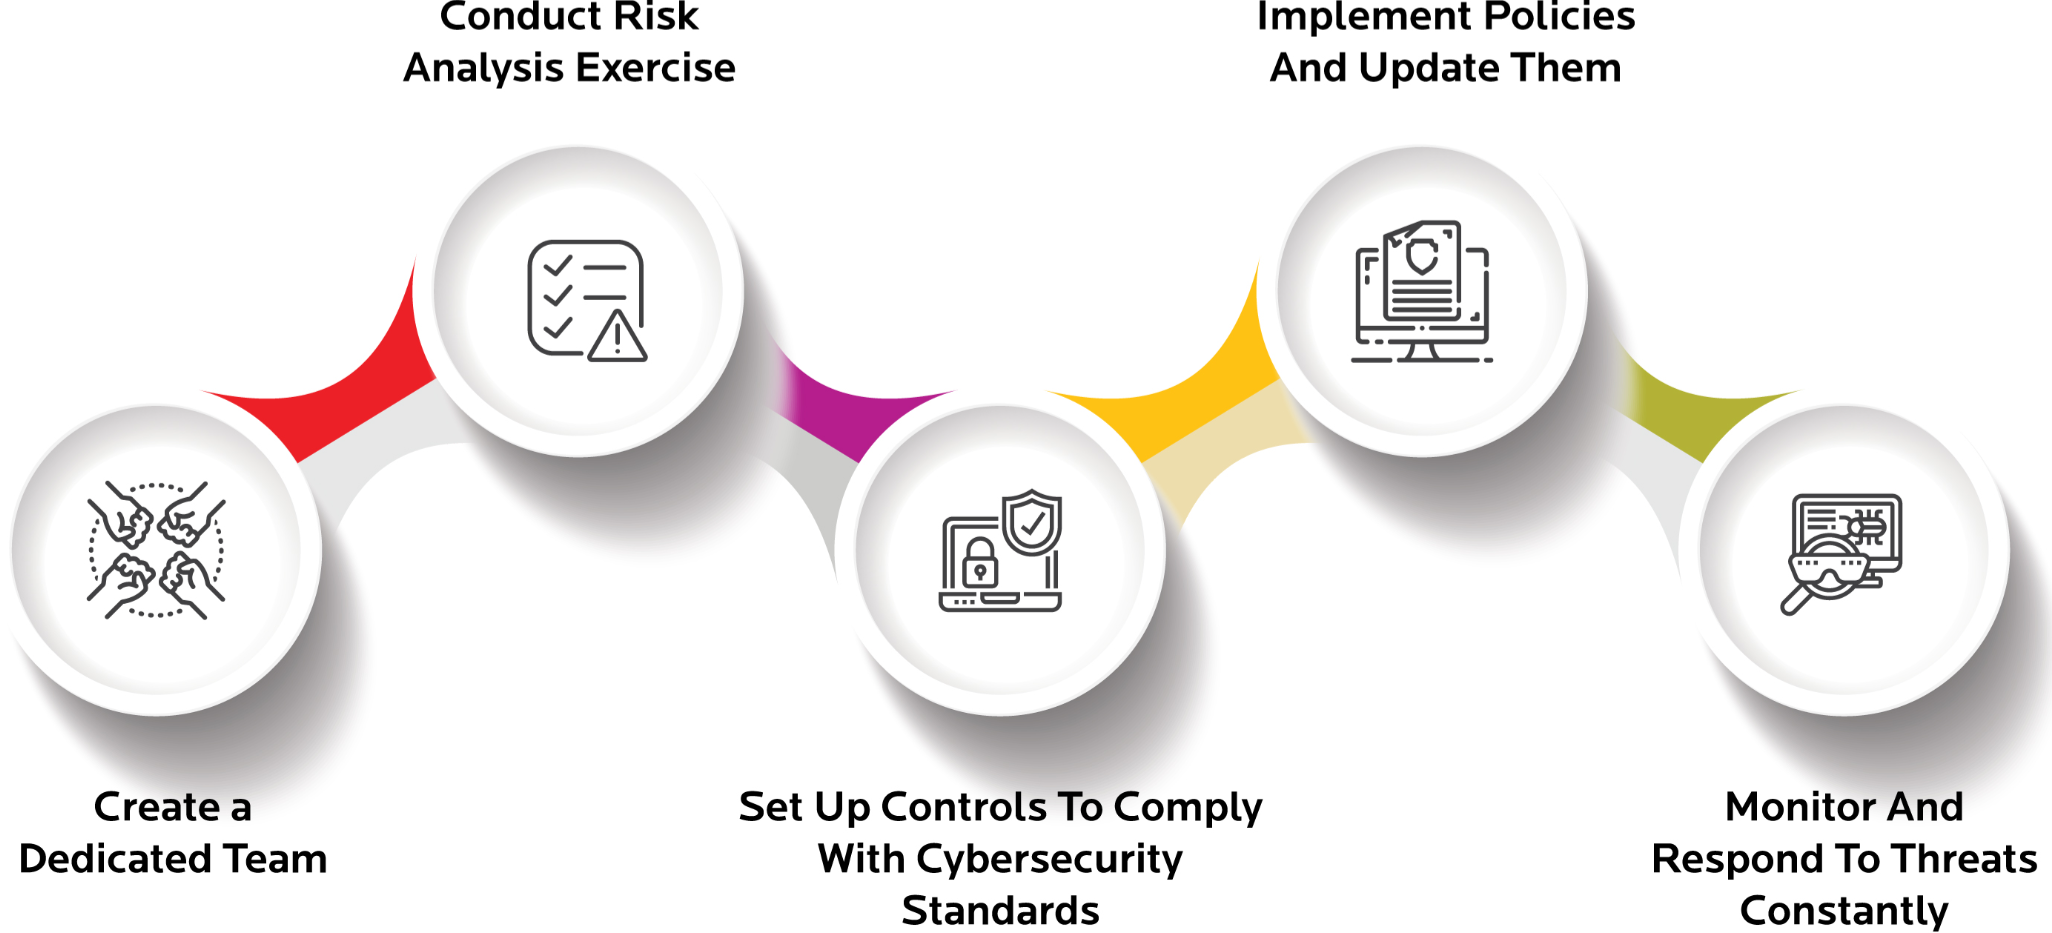 Conduct Risk
Analysis Exercise
Implement Policies
And Update Them
Create a
Dedicated Team
Set Up Controls To Comply
With Cybersecurity
Standards
Monitor And
Respond To Threats
Constantly